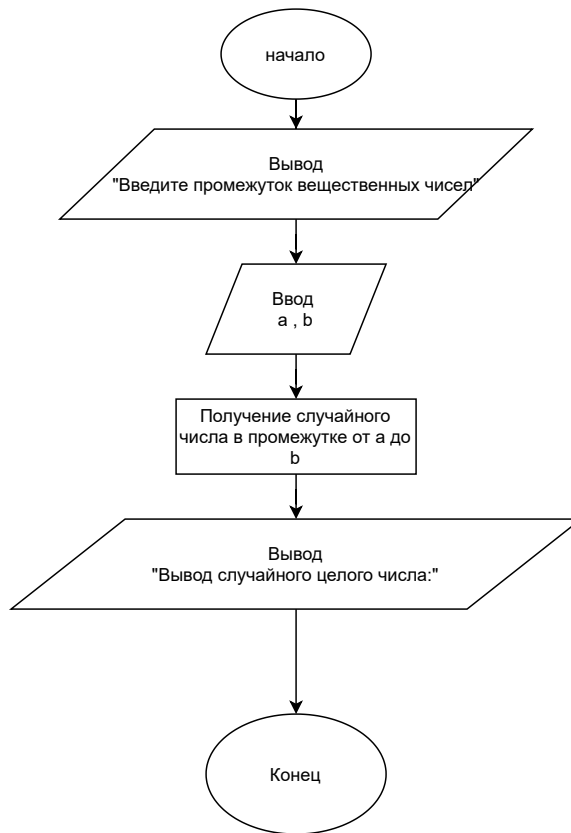 начало
Вывод
"Введите промежуток вещественных чисел"
Ввод
a , b
Получение случайного
числа в промежутке от a до
b
Вывод
"Вывод случайного целого числа:"
Конец